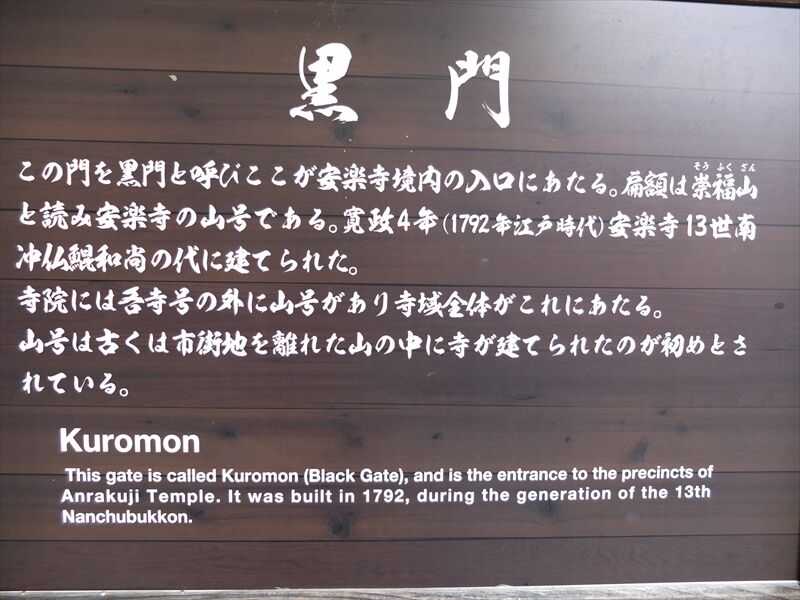 黒門
この門を黒門と呼びここが安楽寺境内の入口にあたる。扁額は崇福山
そうふくざん
と読み安楽寺の山号である。寛政4年(1792年江戸時代)安楽寺13世南
冲仏鯤和尚の代に建てられた。
寺院には吾寺号の外に山号があり寺域全体がこれにあたる。
山号は古くは市街地を離れた山の中に寺が建てられたのが初めとさ
れている。
Kuromon
This gate is called Kuromon (Black Gate), and is the entrance to the precincts of
Anrakuji Temple. It was built in 1792, during the generation of the 13th
Nanchubukkon.